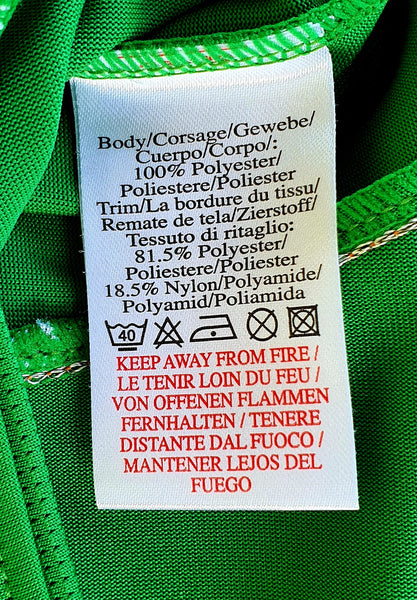 Body/Corsage/Gewebe/
Cuerpo/Corpo/:
100% Polyester/
Poliestere/Poliester
Trim/La bordure du tissu/
Remate de tela/Zierstoff/
Tessuto di ritaglio:
81.5% Polyester/
Poliestere/Poliester
18.5% Nylon/Polyamide/
Polyamid/Poliamida
40
KEEP AWAY FROM FIRE /
LE TENIR LOIN DU FEU /
VON OFFENEN FLAMMEN
FERNHALTEN / TENERE
DISTANTE DAL FUOCO /
MANTENER LEJOS DEL
FUEGO